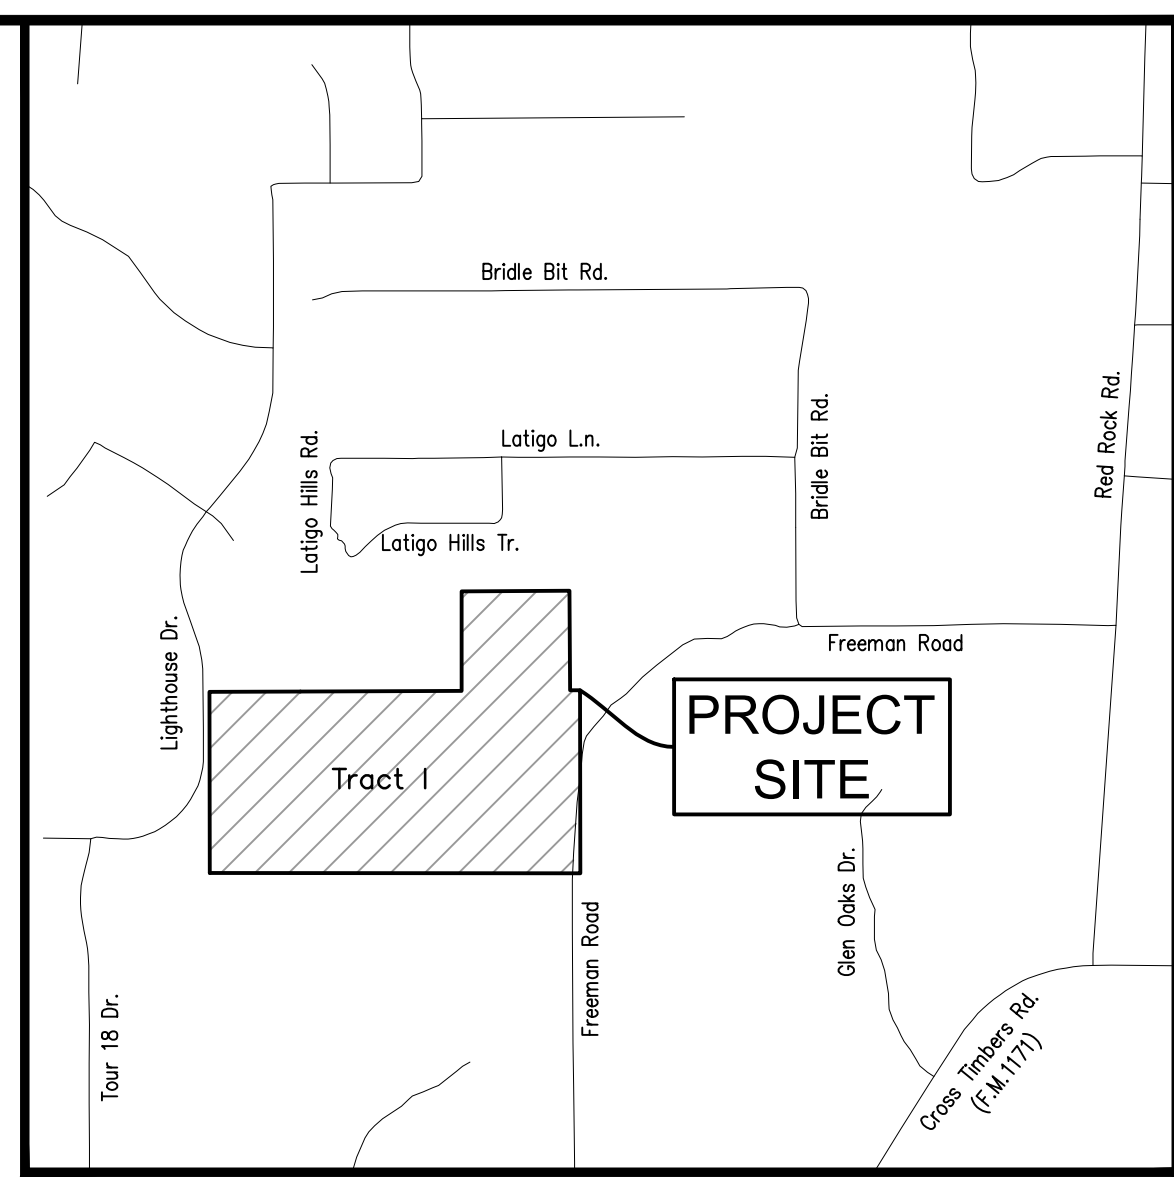 Bridle Bit Rd.
Bridle Bit Rd.
Red Rock Rd.
Latigo L.n.
Latigo Hills Rd.
Latigo Hills Tr.
Lighthouse Dr.
Freeman Road
PROJECT
SITE
Tract I
Glen Oaks Dr.
Freeman Road
Tour 18 Dr.
Cross Timbers Rd.
(F.M.1171)